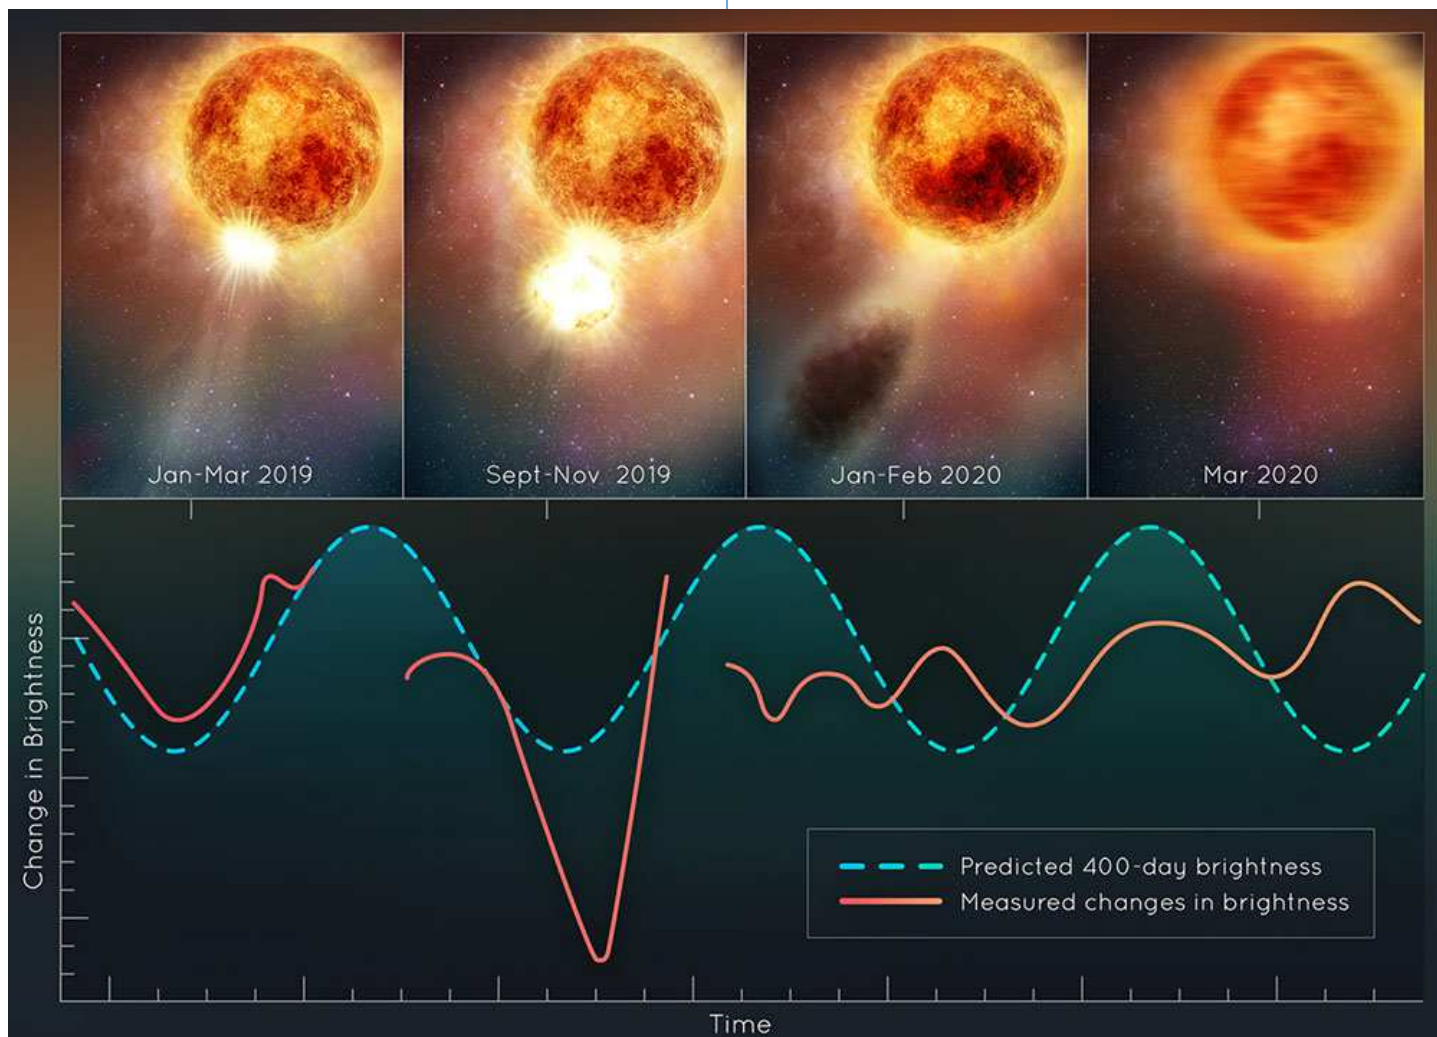 Jan-Mar 2019
Sept-Nov 2019
Jan-Feb 2020
Mar 2020
Change in Brightness
Predicted 400-day brightness
Measured changes in brightness
Time